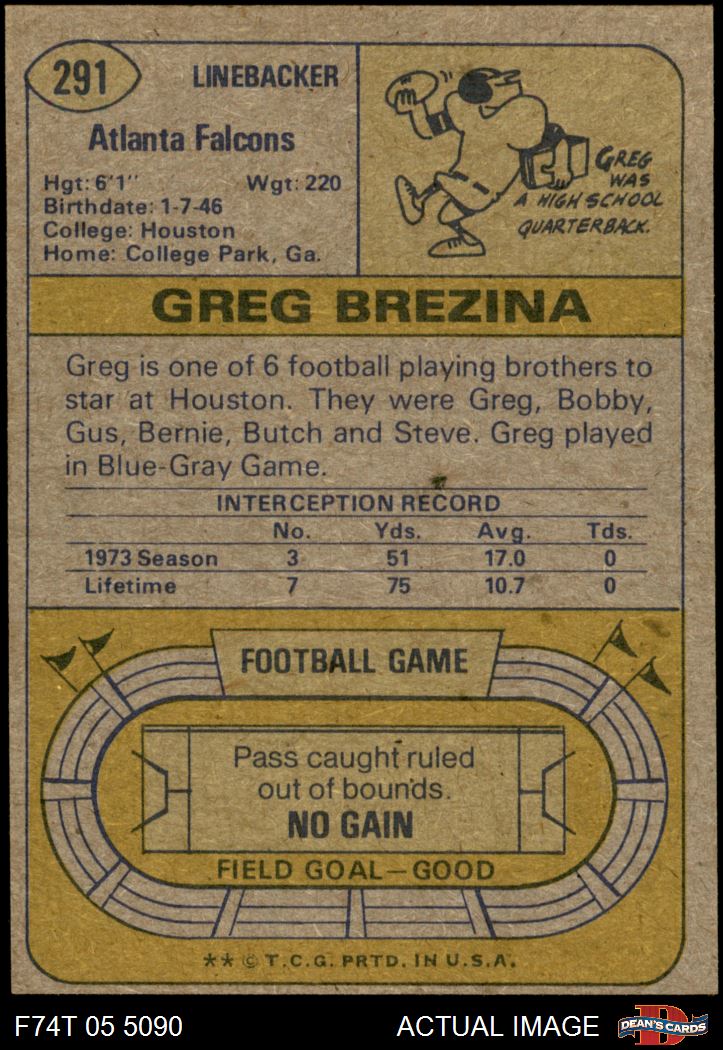 291
LINEBACKER
Atlanta Falcons
Hgt: 6'1" Wgt: 220
Birthdate: 1-7-46
College: Houston
Home: College Park, Ga.
GREG
WAS
A HIGH SCHOOL
QUARTERBACK.
GREG BREZINA
Greg is one of 6 football playing brothers to
star at Houston. They were Greg, Bobby,
Gus, Bernie, Butch and Steve. Greg played
in Blue-Gray Game.
INTERCEPTION RECORD
No. Yds. Avg. Tds.
1973 Season 3 51 17.0 0
Lifetime 7 75 10.7 0
FOOTBALL GAME
Pass caught ruled
out of bounds.
NO GAIN
FIELD GOAL—GOOD
** © T.C.G. PRTD. IN U.S.A.
F74T 05 5090 ACTUAL IMAGE D DEAN'S CARDS